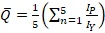 Q̄ = 1/5 (∑₍ₙ₌₁₎⁵ I_P/I_Y)